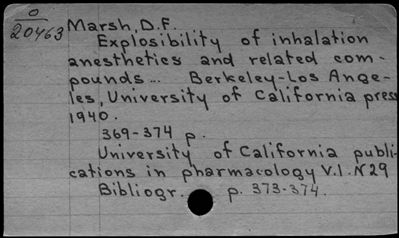 O
20463
Marsh, D.F.
Explosibility of inhalation
anesthetics and related com-
pounds... Berkeley-Los Ange-
les, University of California press
1940.
369-374 p.
University of California publi-
cations in pharmacology V.1. N29
Bibliogr. p. 373-374.